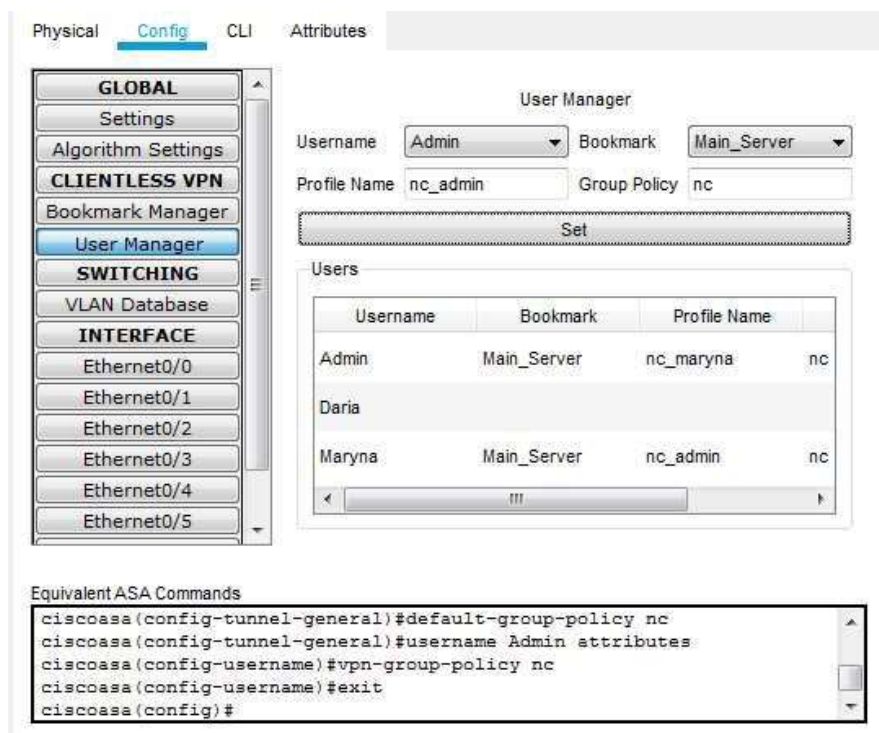 Physical Config CLI Attributes
GLOBAL
Settings
Algorithm Settings
CLIENTLESS VPN
Bookmark Manager
User Manager
SWITCHING
VLAN Database
INTERFACE
Ethernet0/0
Ethernet0/1
Ethernet0/2
Ethernet0/3
Ethernet0/4
Ethernet0/5
User Manager
Username Admin Bookmark Main_Server
Profile Name nc_admin Group Policy nc
Set
Users
Username Bookmark Profile Name
Admin Main_Server nc_maryna nc
Daria
Maryna Main_Server nc_admin nc
Equivalent ASA Commands
ciscoasa(config-tunnel-general)#default-group-policy nc
ciscoasa(config-tunnel-general)#username Admin attributes
ciscoasa(config-username)#vpn-group-policy nc
ciscoasa(config-username)#exit
ciscoasa(config)#